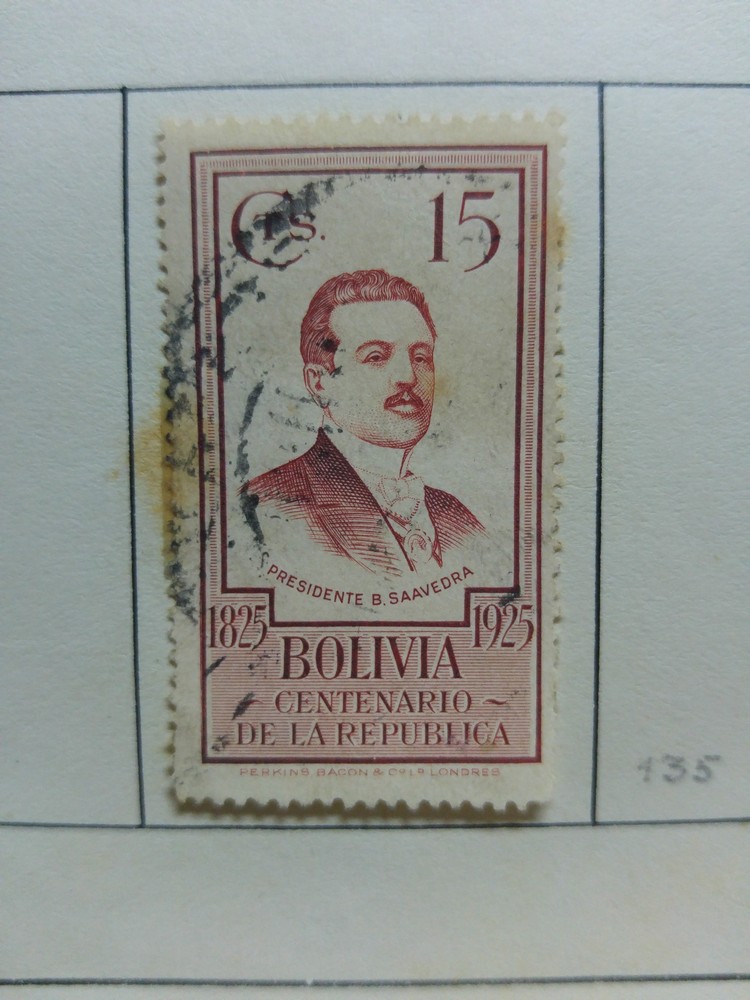 Cts. 15
PRESIDENTE B. SAAVEDRA
1825 1925
BOLIVIA
CENTENARIO
DE LA REPUBLICA
PERKINS BACON & Co Ld LONDRES
135